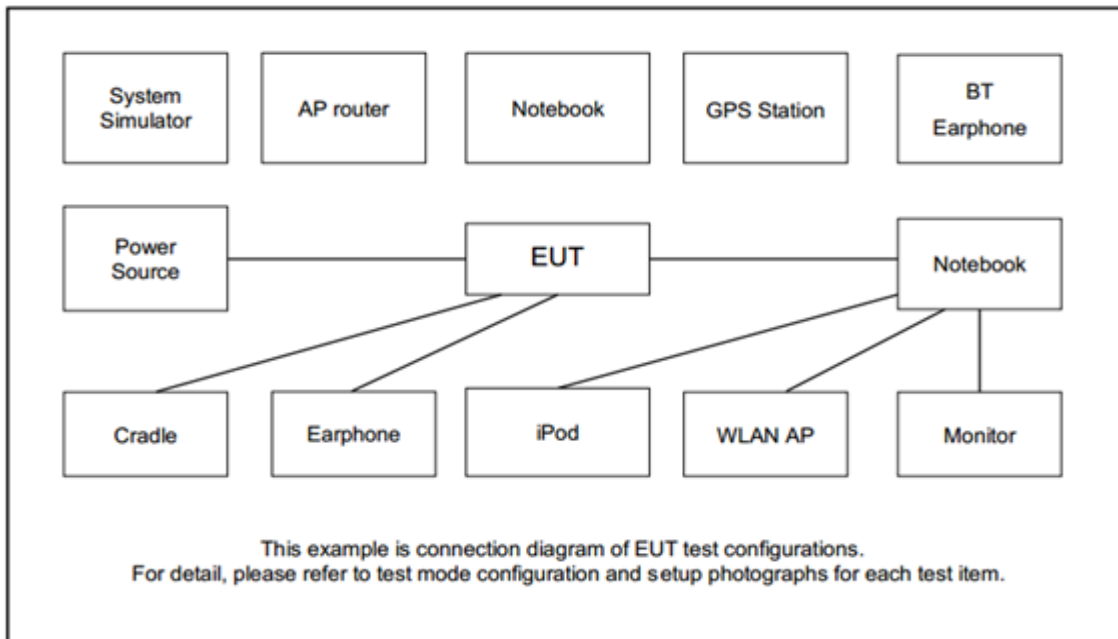 System
Simulator
AP router
Notebook
GPS Station
BT
Earphone
Power
Source
EUT
Notebook
Cradle
Earphone
iPod
WLAN AP
Monitor
This example is connection diagram of EUT test configurations.
For detail, please refer to test mode configuration and setup photographs for each test item.